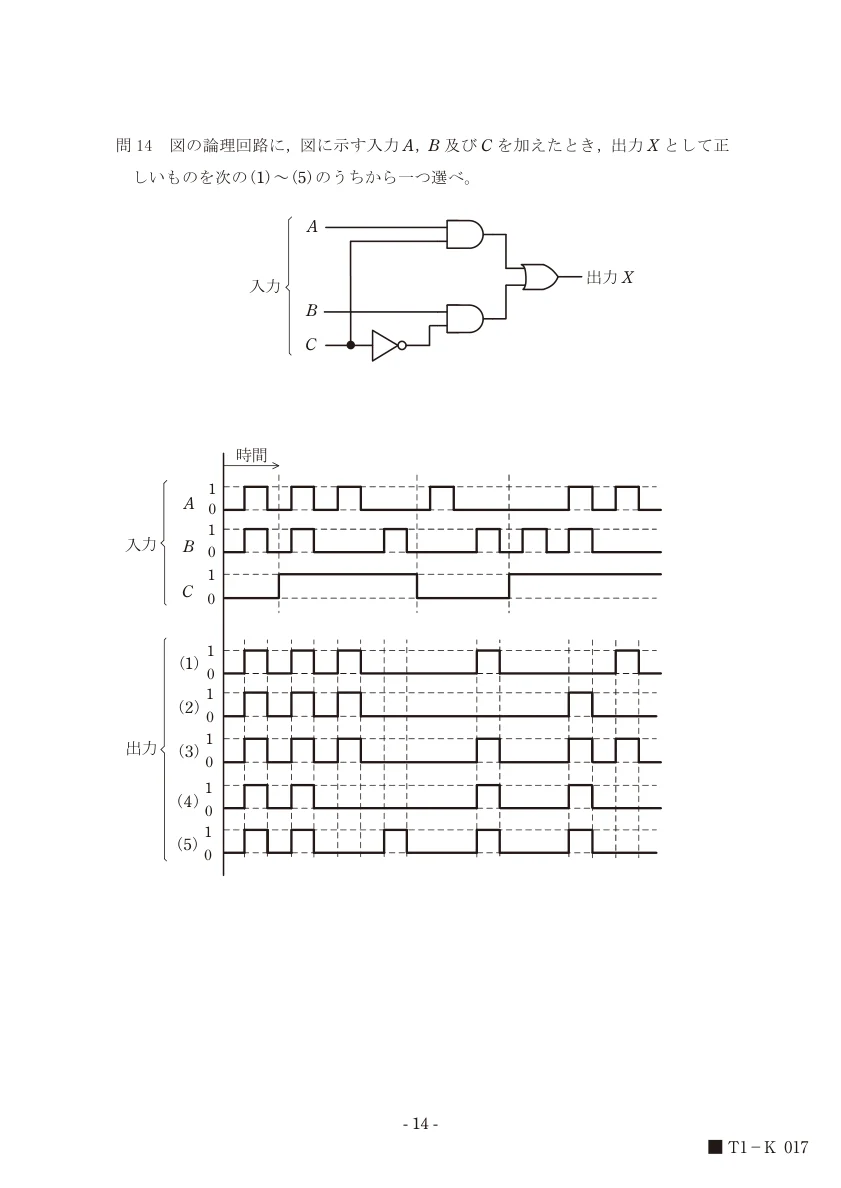 問 14 図の論理回路に,図に示す入力 A, B 及び C を加えたとき,出力 X として正
しいものを次の(1)~(5)のうちから一つ選べ。
A
入力
出力 X
B
C
時間
1
A
0
1
入力
B
0
1
C
0
1
(1)
0
1
(2)
0
1
出力
(3)
0
1
(4)
0
1
(5)
0
- 14 -
■ T1-K 017